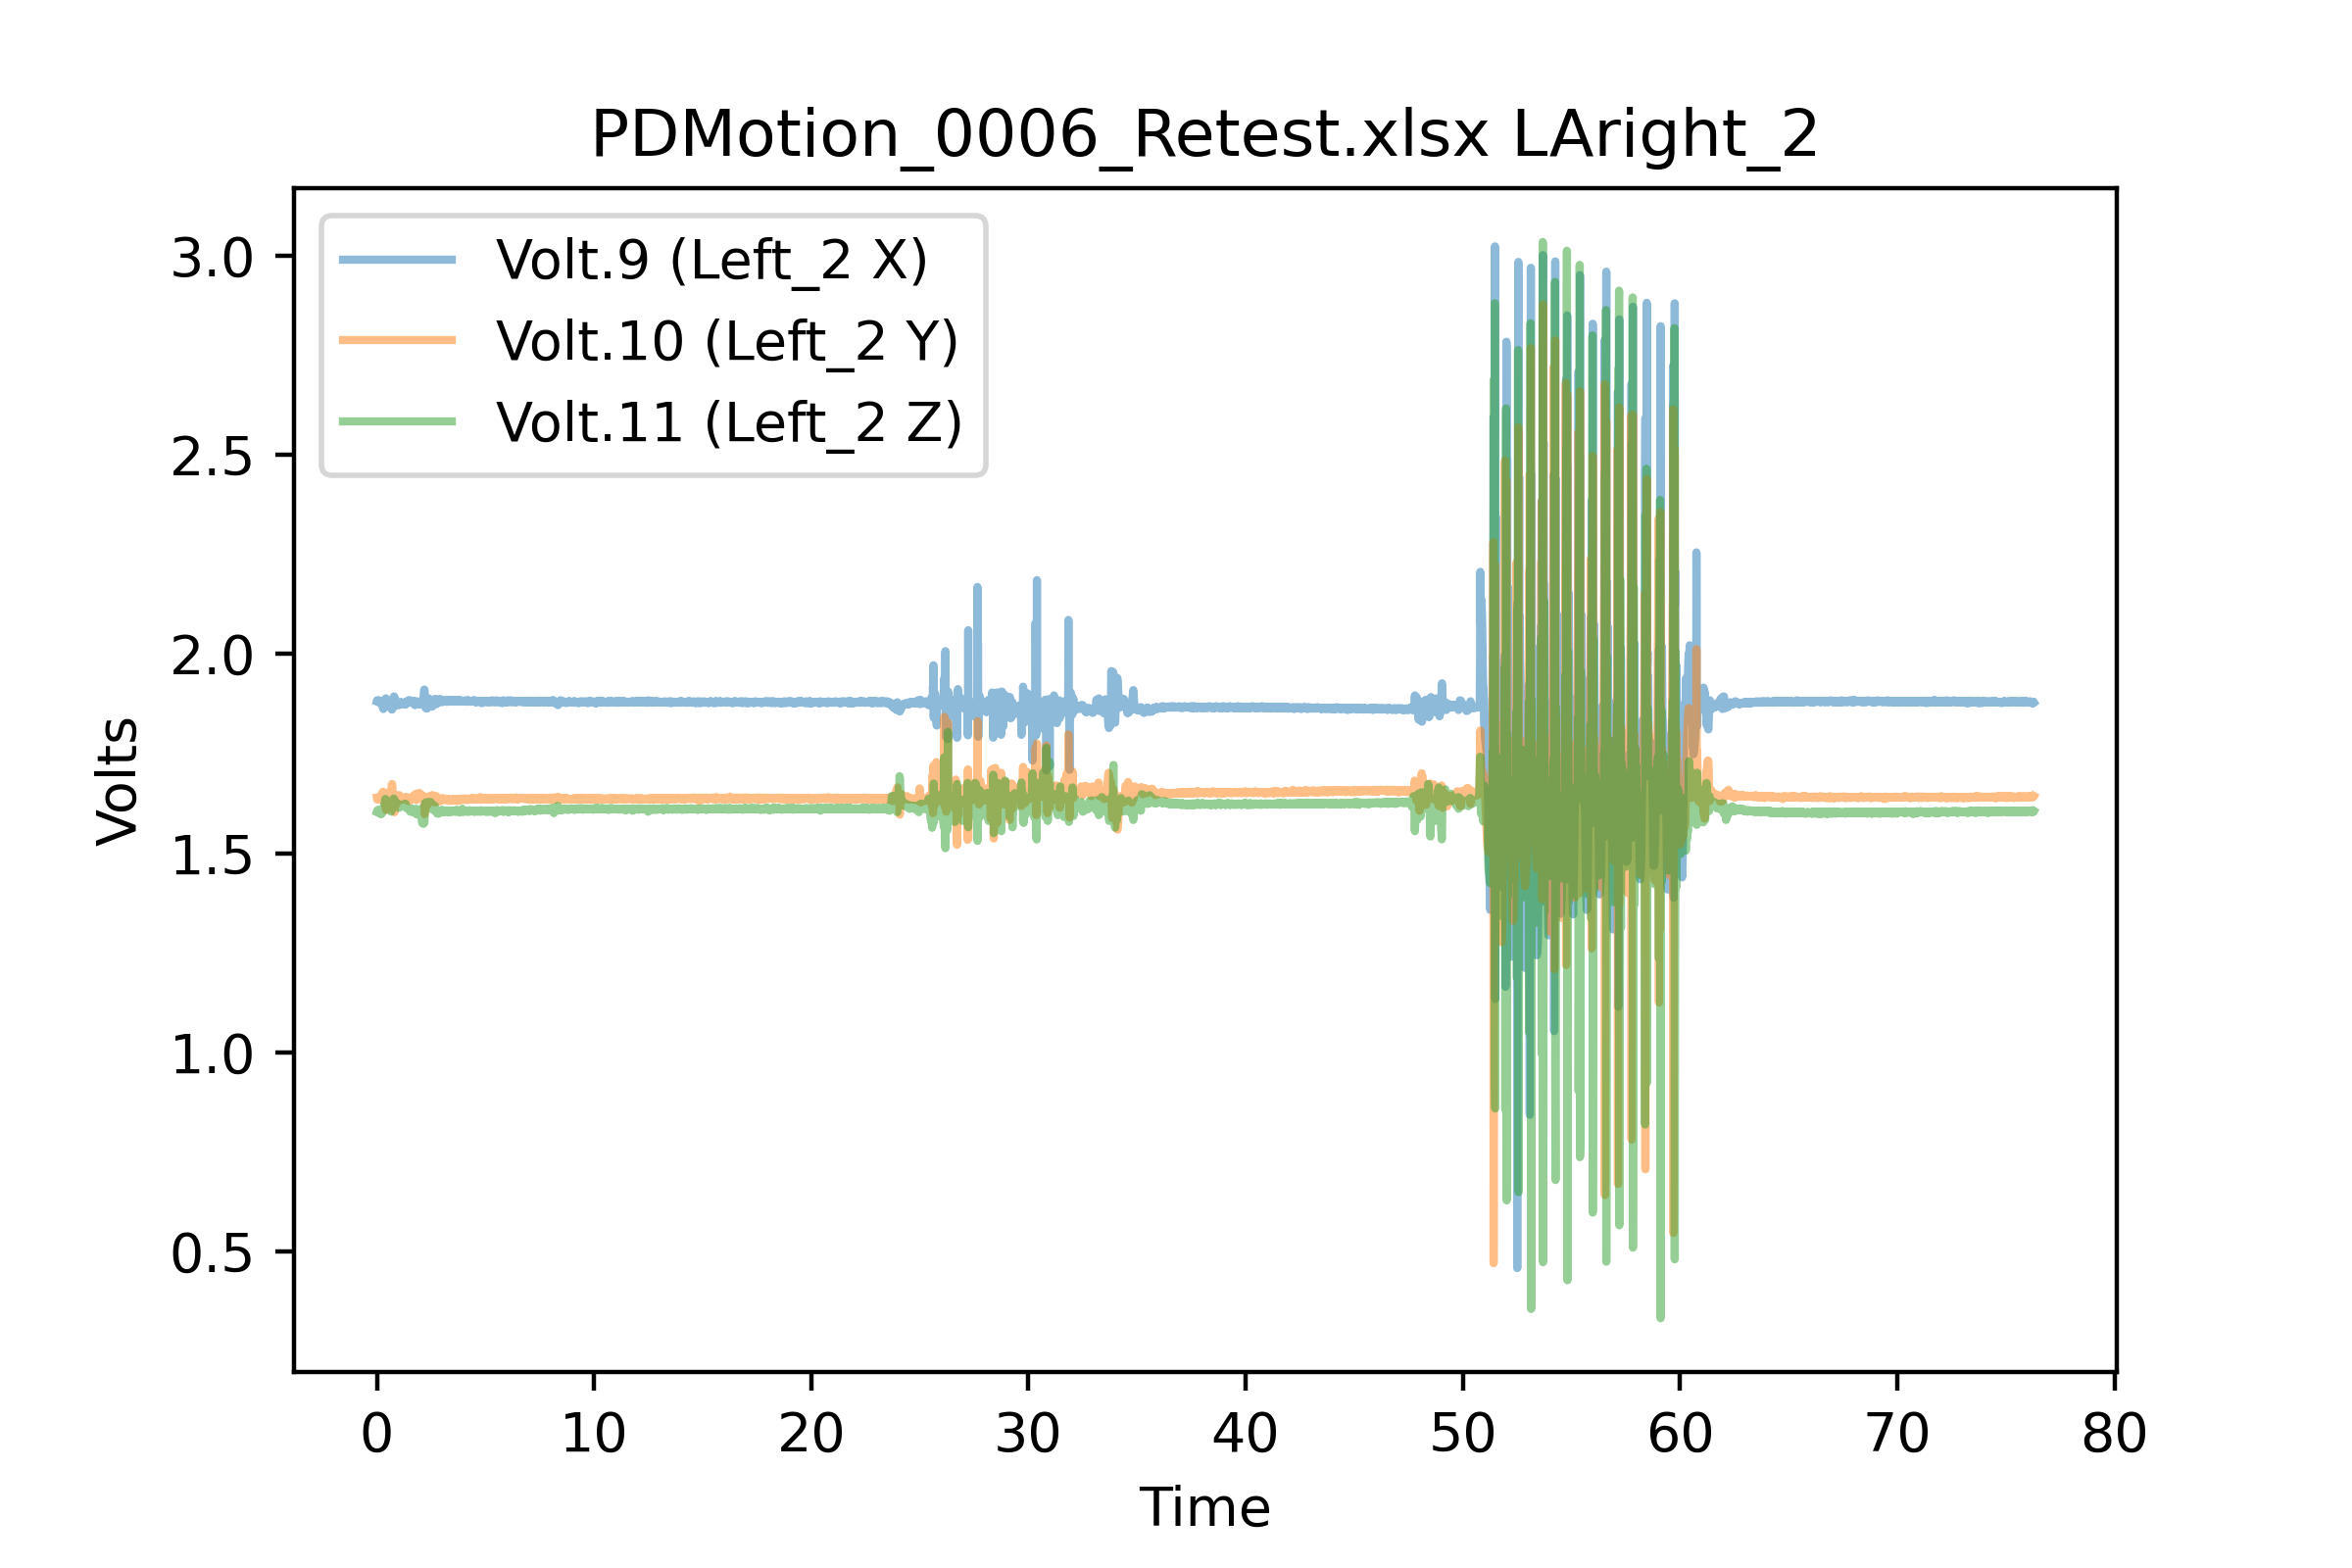 PDMotion_0006_Retest.xlsx LAright_2
Volt.9 (Left_2 X)
Volt.10 (Left_2 Y)
Volt.11 (Left_2 Z)
3.0
2.5
2.0
1.5
1.0
0.5
Volts
0 10 20 30 40 50 60 70 80
Time